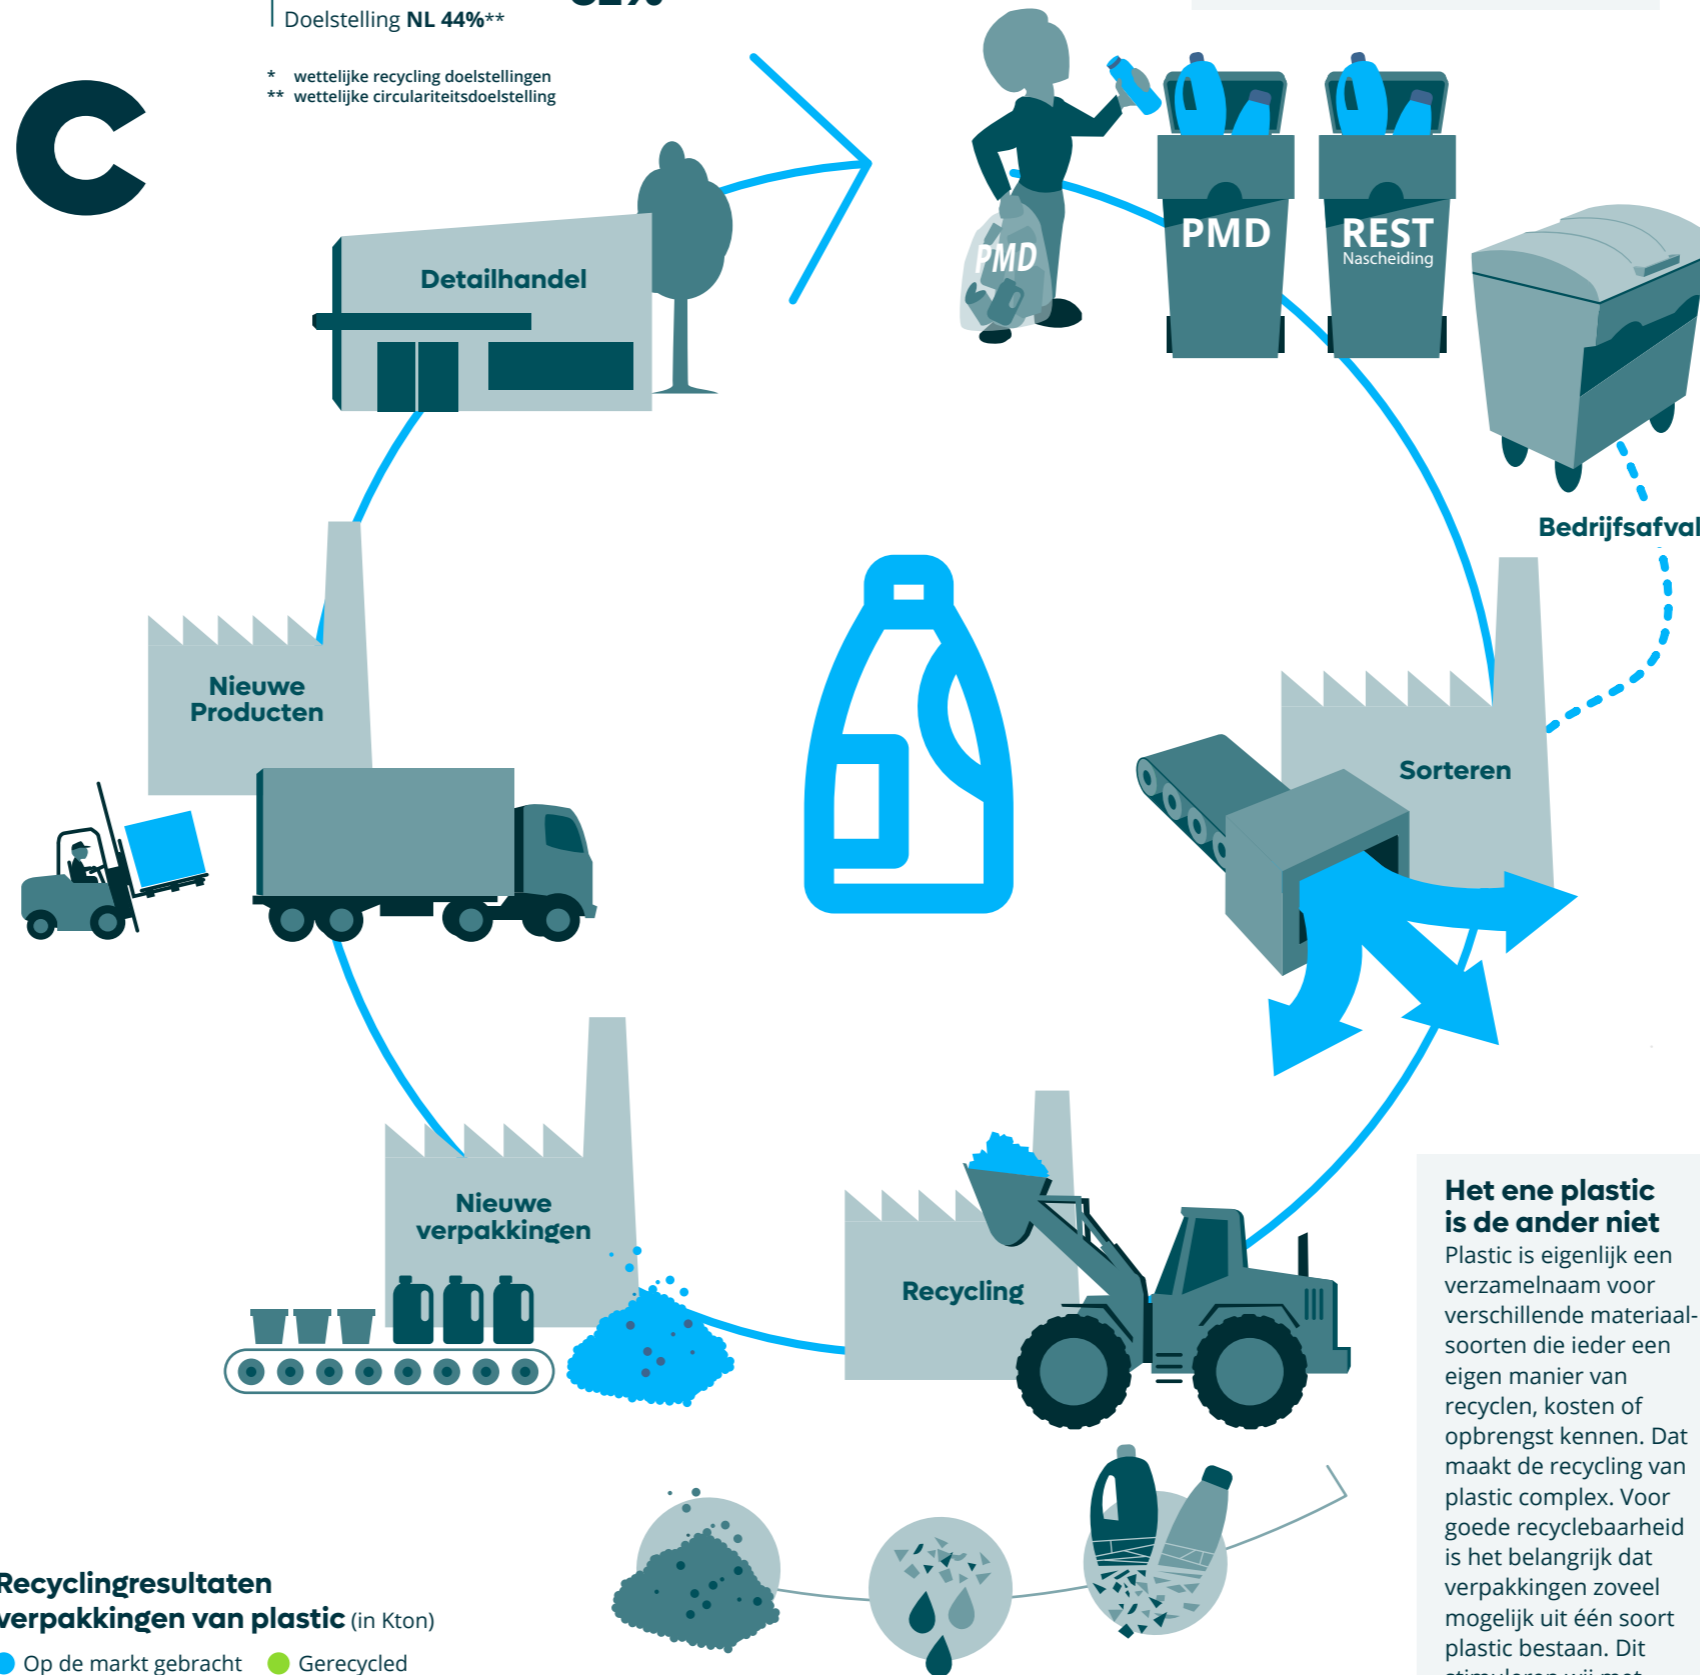 Doelstelling NL 44%**
* wettelijke recycling doelstellingen
** wettelijke circulariteitsdoelstelling
PMD
PMD
REST
Nascheiding
Detailhandel
Bedrijfsafval
Nieuwe
Producten
Sorteren
Nieuwe
verpakkingen
Recycling
Het ene plastic
is de ander niet
Plastic is eigenlijk een
verzamelnaam voor
verschillende materiaal-
soorten die ieder een
eigen manier van
recyclen, kosten of
opbrengst kennen. Dat
maakt de recycling van
plastic complex. Voor
goede recyclebaarheid
is het belangrijk dat
verpakkingen zoveel
mogelijk uit één soort
plastic bestaan. Dit
stimuleren wij met
Recyclingresultaten
verpakkingen van plastic (in Kton)
Op de markt gebracht
Gerecycled